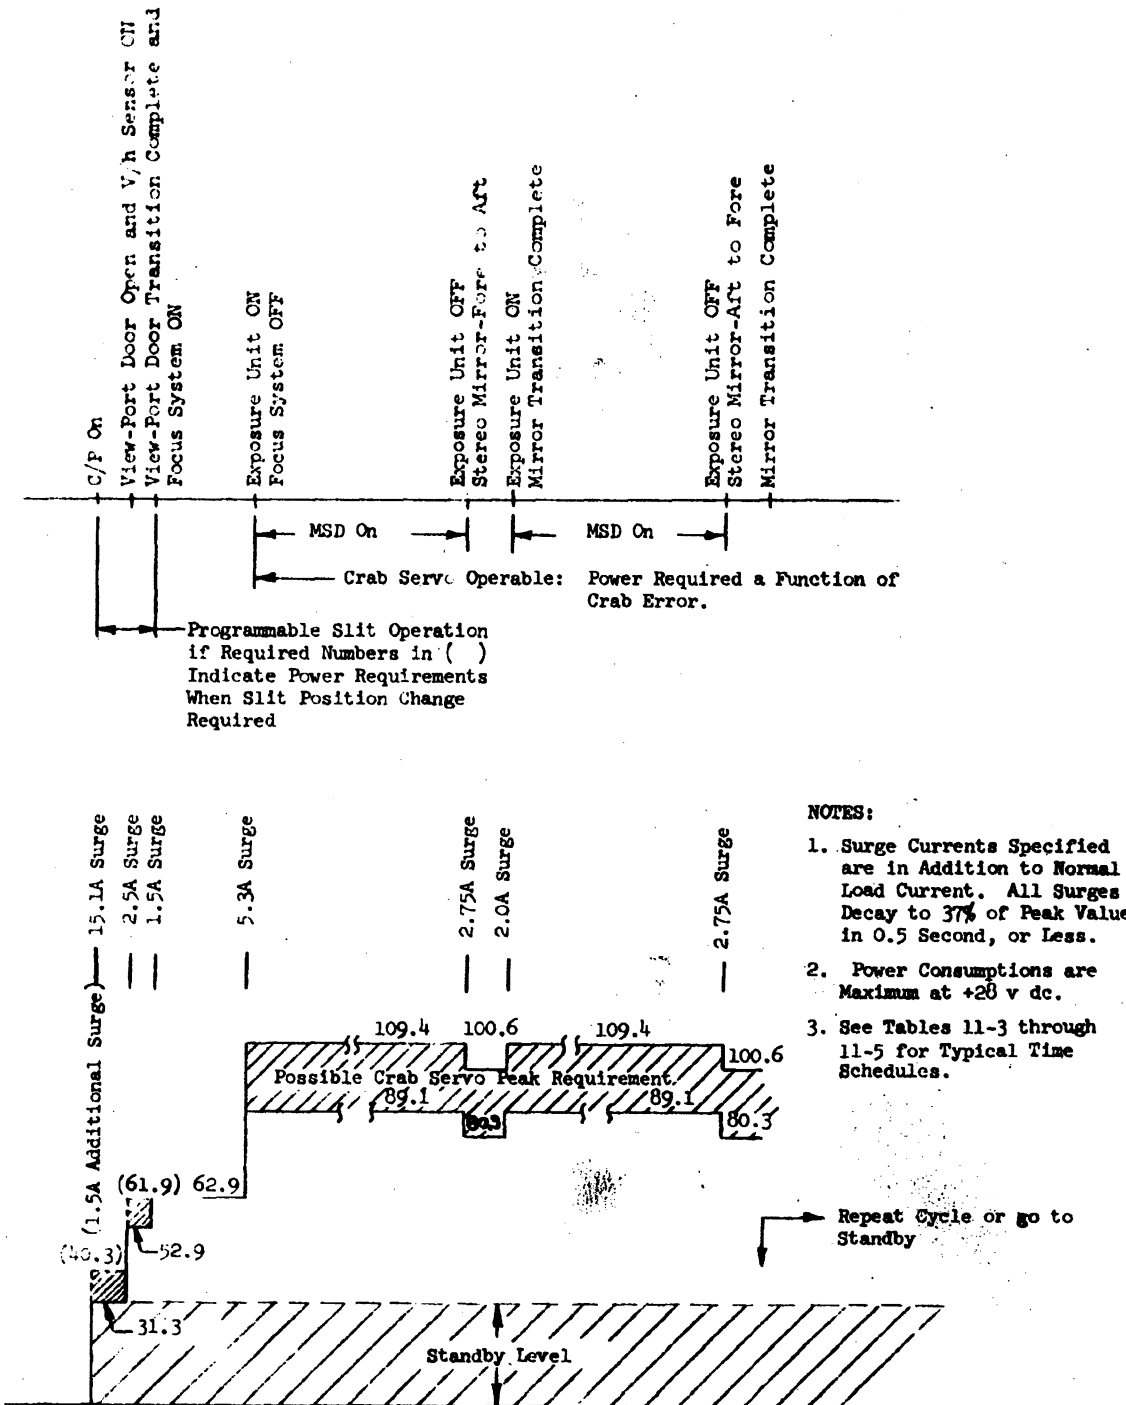 C/P On
View-Port Door Open and V/h Sensor ON
View-Port Door Transition Complete and
Focus System ON
Exposure Unit ON
Focus System OFF
Exposure Unit OFF
Stereo Mirror-Fore to Aft
Exposure Unit ON
Mirror Transition Complete
Exposure Unit OFF
Stereo Mirror-Aft to Fore
Mirror Transition Complete
MSD On
MSD On
Crab Servo Operable: Power Required a Function of
Crab Error.
Programmable Slit Operation
if Required Numbers in ( )
Indicate Power Requirements
When Slit Position Change
Required
(1.5A Additional Surge)
15.1A Surge
2.5A Surge
1.5A Surge
5.3A Surge
2.75A Surge
2.0A Surge
2.75A Surge
NOTES:
1. Surge Currents Specified
are in Addition to Normal
Load Current. All Surges
Decay to 37% of Peak Value
in 0.5 Second, or Less.
2. Power Consumptions are
Maximum at +28 v dc.
3. See Tables 11-3 through
11-5 for Typical Time
Schedules.
109.4 100.6 109.4
100.6
Possible Crab Servo Peak Requirement
89.1 89.1
80.3 80.3
(61.9) 62.9
(40.3) 52.9
31.3
Repeat Cycle or go to
Standby
Standby Level